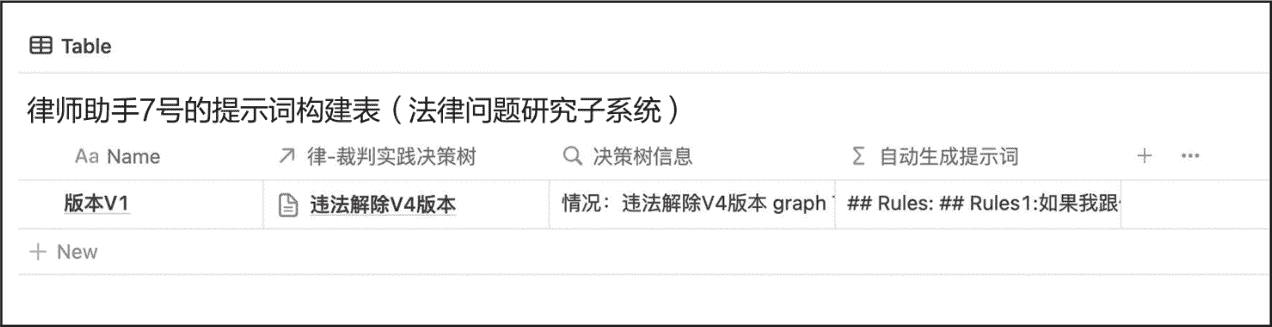 Table
律师助手7号的提示词构建表（法律问题研究子系统）
Aa Name 律-裁判实践决策树 决策树信息 Σ 自动生成提示词 + ...
版本V1 违法解除V4版本 情况：违法解除V4版本 graph ## Rules: ## Rules1:如果我跟
+ New